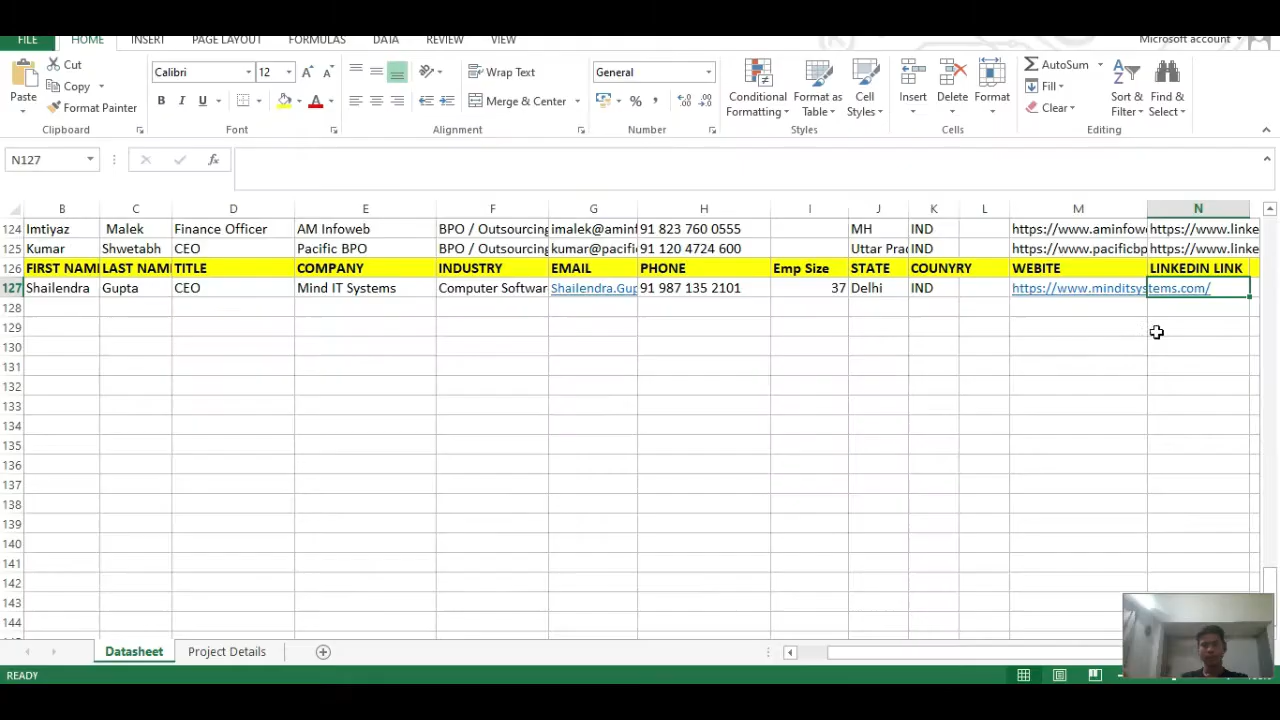 FILE HOME INSERT PAGE LAYOUT FORMULAS DATA REVIEW VIEW Microsoft account
Paste Cut Copy Format Painter Clipboard
Calibri 12 B I U A Font
Wrap Text Merge & Center Alignment
General % , Number
Conditional Formatting Format as Table Cell Styles Styles
Insert Delete Format Cells
AutoSum Fill Clear Sort & Filter Find & Select Editing
N127 fx
B C D E F G H I J K L M N
124 Imtiyaz Malek Finance Officer AM Infoweb BPO / Outsourcing imalek@aminf 91 823 760 0555 MH IND https://www.aminfow https://www.linke
125 Kumar Shwetabh CEO Pacific BPO BPO / Outsourcing kumar@pacifi 91 120 4724 600 Uttar Prad IND https://www.pacificbp https://www.linke
126 FIRST NAME LAST NAM TITLE COMPANY INDUSTRY EMAIL PHONE Emp Size STATE COUNYRY WEBITE LINKEDIN LINK
127 Shailendra Gupta CEO Mind IT Systems Computer Softwar Shailendra.Gup 91 987 135 2101 37 Delhi IND https://www.minditsystems.com/
128
129
130
131
132
133
134
135
136
137
138
139
140
141
142
143
144
Datasheet Project Details
READY